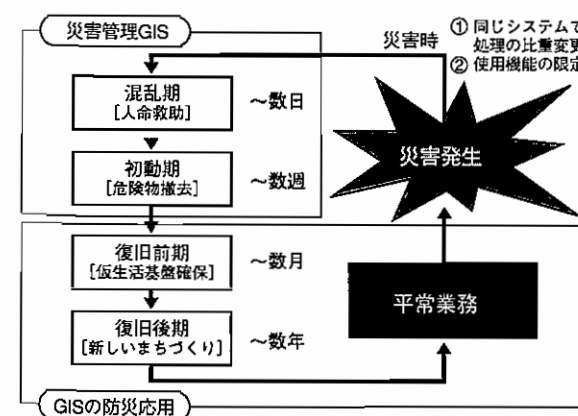 災害管理GIS
災害時
① 同じシステムで
処理の比重変更
② 使用機能の限定
混乱期
[人命救助]
～数日
災害発生
初動期
[危険物撤去]
～数週
復旧前期
[仮生活基盤確保]
～数月
平常業務
復旧後期
[新しいまちづくり]
～数年
GISの防災応用